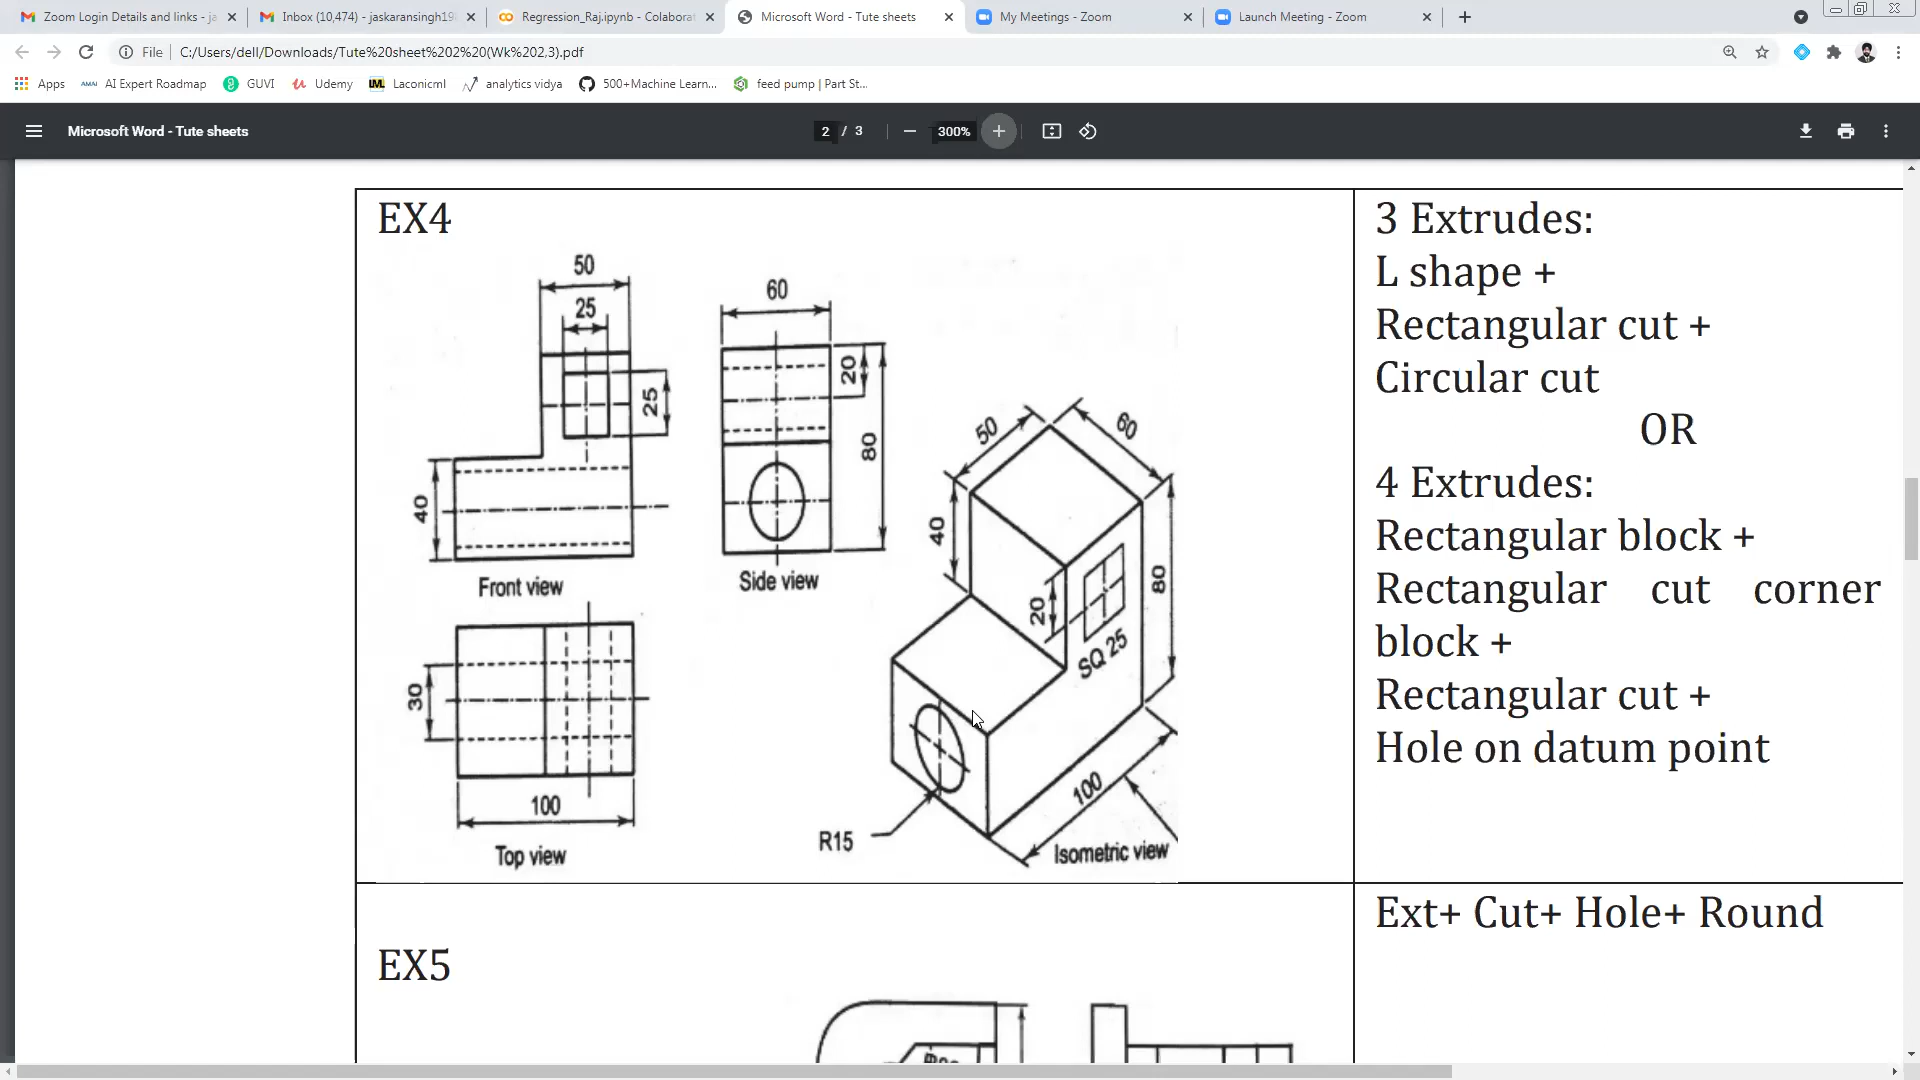 Zoom Login Details and links - ja
Inbox (10,474) - jaskaransingh19
Regression_Raj.ipynb - Colaborat
Microsoft Word - Tute sheets
My Meetings - Zoom
Launch Meeting - Zoom
File | C:/Users/dell/Downloads/Tute%20sheet%202%20(Wk%202,3).pdf
Apps
AMAI AI Expert Roadmap
GUVI
Udemy
LML Laconicml
analytics vidya
500+Machine Learn...
feed pump | Part St...
Microsoft Word - Tute sheets
2 / 3
300%
EX4
50
25
25
40
Front view
60
20
80
Side view
30
100
Top view
50
60
40
20
80
SQ 25
100
R15
Isometric view
3 Extrudes:
L shape +
Rectangular cut +
Circular cut
OR
4 Extrudes:
Rectangular block +
Rectangular cut corner
block +
Rectangular cut +
Hole on datum point
EX5
Ext+ Cut+ Hole+ Round